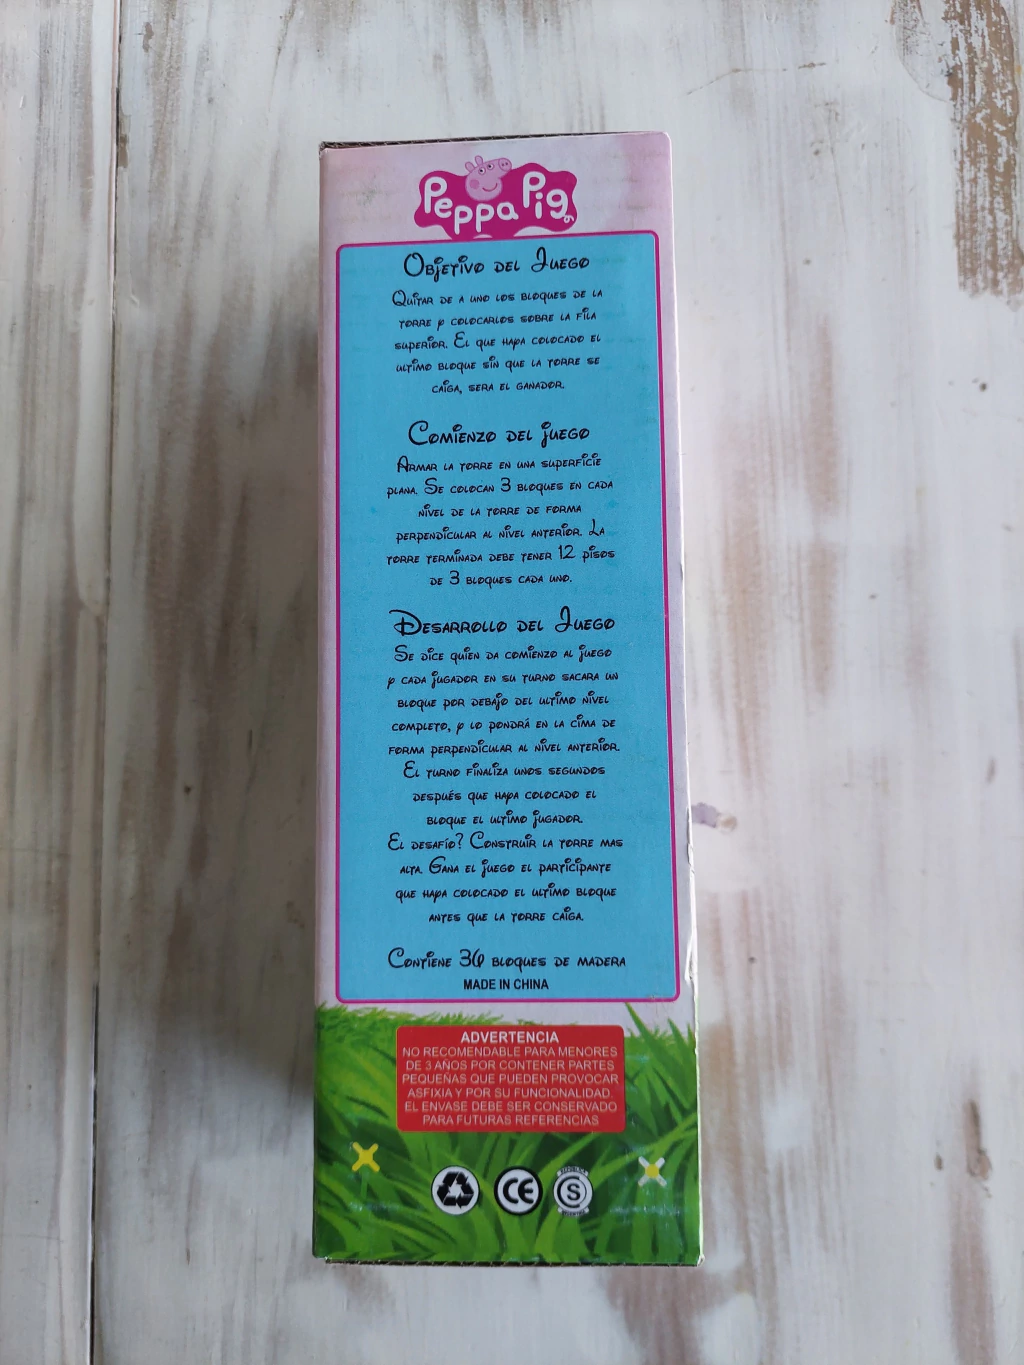 Peppa Pig
Objetivo del Juego
Quitar de a uno los bloques de la
torre y colocarlos sobre la fila
superior. El que haya colocado el
ultimo bloque sin que la torre se
caiga, sera el ganador.
Comienzo del juego
Armar la torre en una superficie
plana. Se colocan 3 bloques en cada
nivel de la torre de forma
perpendicular al nivel anterior. La
torre terminada debe tener 12 pisos
de 3 bloques cada uno.
Desarrollo del Juego
Se dice quien da comienzo al juego
y cada jugador en su turno sacara un
bloque por debajo del ultimo nivel
completo, y lo pondrá en la cima de
forma perpendicular al nivel anterior.
El turno finaliza unos segundos
después que haya colocado el
bloque el ultimo jugador.
El desafio? Construir la torre mas
alta. Gana el juego el participante
que haya colocado el ultimo bloque
antes que la torre caiga.
Contiene 36 bloques de madera
MADE IN CHINA
ADVERTENCIA
NO RECOMENDABLE PARA MENORES
DE 3 AÑOS POR CONTENER PARTES
PEQUEÑAS QUE PUEDEN PROVOCAR
ASFIXIA Y POR SU FUNCIONALIDAD.
EL ENVASE DEBE SER CONSERVADO
PARA FUTURAS REFERENCIAS
CE S